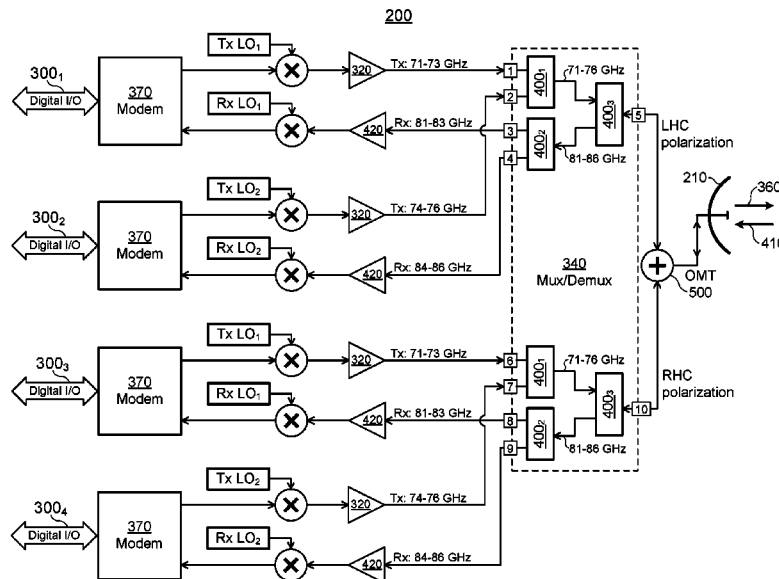 200
Tx LO1
3001
Digital I/O
370
Modem
320
Tx: 71-73 GHz
1
2
4001
71-76 GHz
Rx LO1
420
Rx: 81-83 GHz
3
4
4002
4003
81-86 GHz
5
LHC
polarization
210
360
410
Tx LO2
3002
Digital I/O
370
Modem
320
Tx: 74-76 GHz
Rx LO2
420
Rx: 84-86 GHz
340
Mux/Demux
OMT
500
Tx LO1
3003
Digital I/O
370
Modem
320
Tx: 71-73 GHz
6
7
4001
71-76 GHz
Rx LO1
420
Rx: 81-83 GHz
8
9
4002
4003
81-86 GHz
10
RHC
polarization
Tx LO2
3004
Digital I/O
370
Modem
320
Tx: 74-76 GHz
Rx LO2
420
Rx: 84-86 GHz